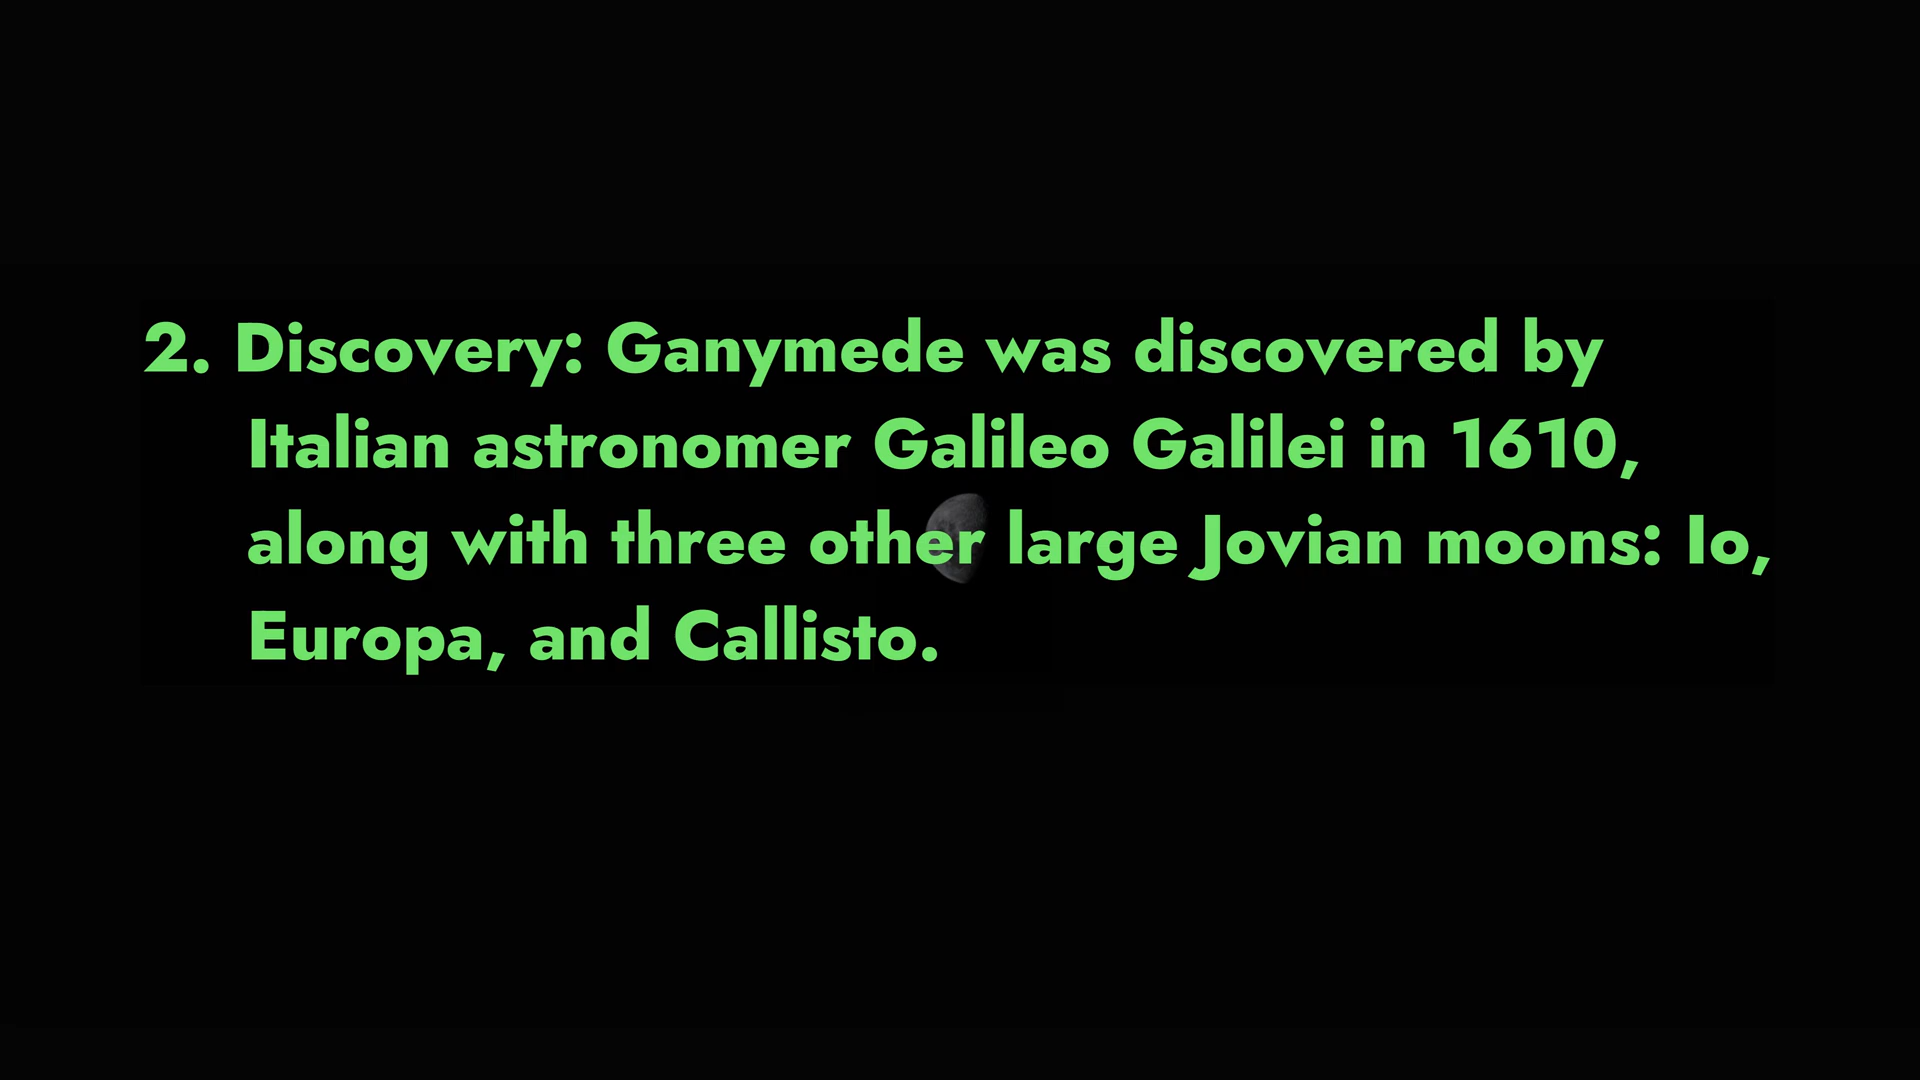 2. Discovery: Ganymede was discovered by
Italian astronomer Galileo Galilei in 1610,
along with three other large Jovian moons: Io,
Europa, and Callisto.